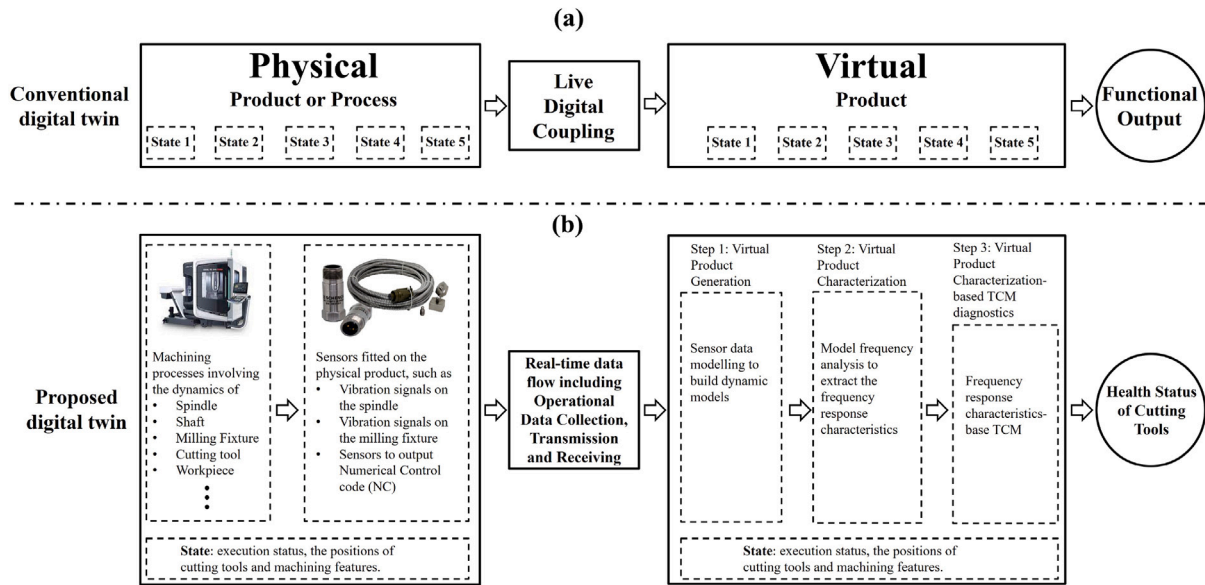 (a)
Conventional
digital twin
Physical
Product or Process
State 1
State 2
State 3
State 4
State 5
Live
Digital
Coupling
Virtual
Product
State 1
State 2
State 3
State 4
State 5
Functional
Output
(b)
Proposed
digital twin
Machining
processes involving
the dynamics of
• Spindle
• Shaft
• Milling Fixture
• Cutting tool
• Workpiece
Sensors fitted on the
physical product, such as
• Vibration signals on
the spindle
• Vibration signals on
the milling fixture
• Sensors to output
Numerical Control
code (NC)
State: execution status, the positions of
cutting tools and machining features.
Real-time data
flow including
Operational
Data Collection,
Transmission
and Receiving
Step 1: Virtual
Product
Generation
Sensor data
modelling to
build dynamic
models
Step 2: Virtual
Product
Characterization
Model frequency
analysis to
extract the
frequency
response
characteristics
Step 3: Virtual
Product
Characterization-
based TCM
diagnostics
Frequency
response
characteristics-
base TCM
State: execution status, the positions of
cutting tools and machining features.
Health Status
of Cutting
Tools